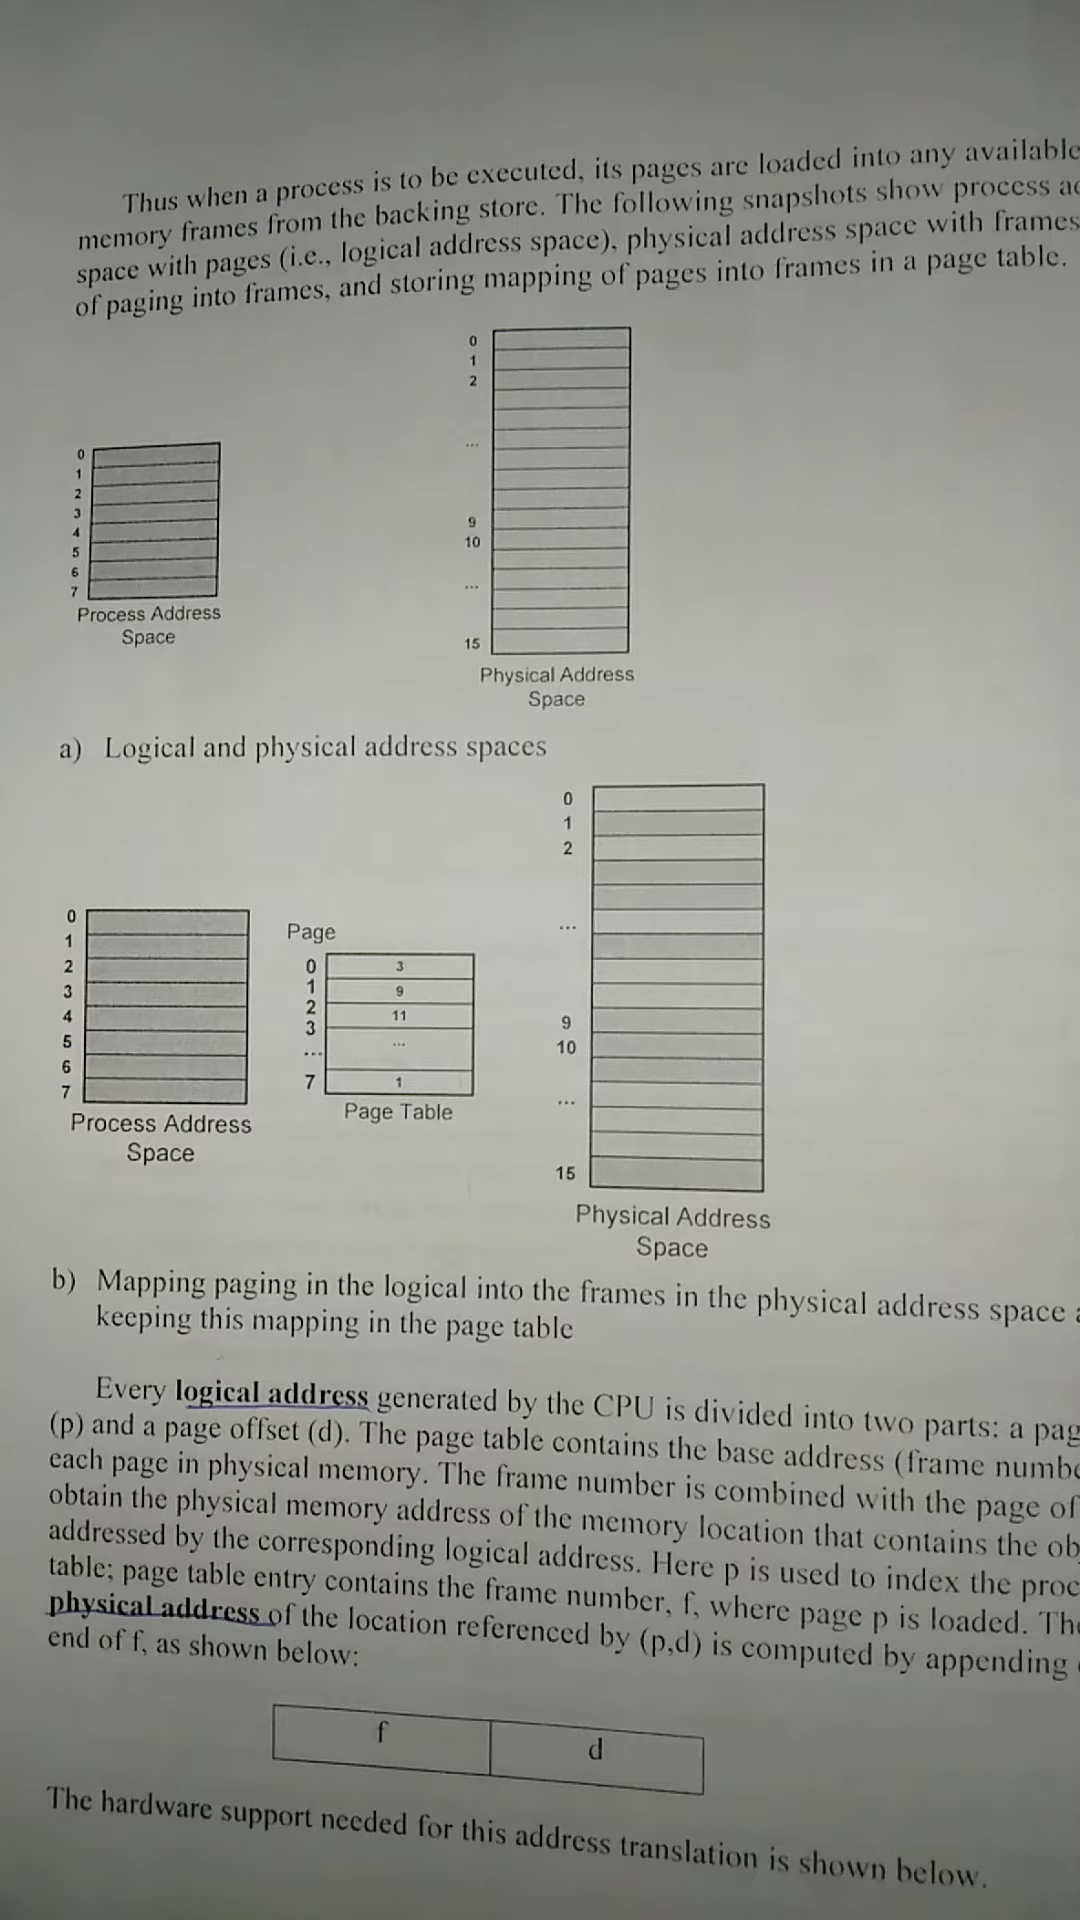 Thus when a process is to be executed, its pages are loaded into any available
memory frames from the backing store. The following snapshots show process
space with pages (i.e., logical address space), physical address space with frames
of paging into frames, and storing mapping of pages into frames in a page table.
0
1
2
...
9
10
...
15
0
1
2
3
4
5
6
7
Process Address
Space
Physical Address
Space
a) Logical and physical address spaces
0
1
2
3
4
5
6
7
Process Address
Space
Page
0 3
1 9
2 11
3
... ...
7 1
Page Table
0
1
2
...
9
10
...
15
Physical Address
Space
b) Mapping paging in the logical into the frames in the physical address space
keeping this mapping in the page table
Every logical address generated by the CPU is divided into two parts: a
(p) and a page offset (d). The page table contains the base address (frame
each page in physical memory. The frame number is combined with the page
obtain the physical memory address of the memory location that contains the
addressed by the corresponding logical address. Here p is used to index the
table; page table entry contains the frame number, f, where page p is loaded.
physical address of the location referenced by (p,d) is computed by appending
end of f, as shown below:
f d
The hardware support needed for this address translation is shown below.